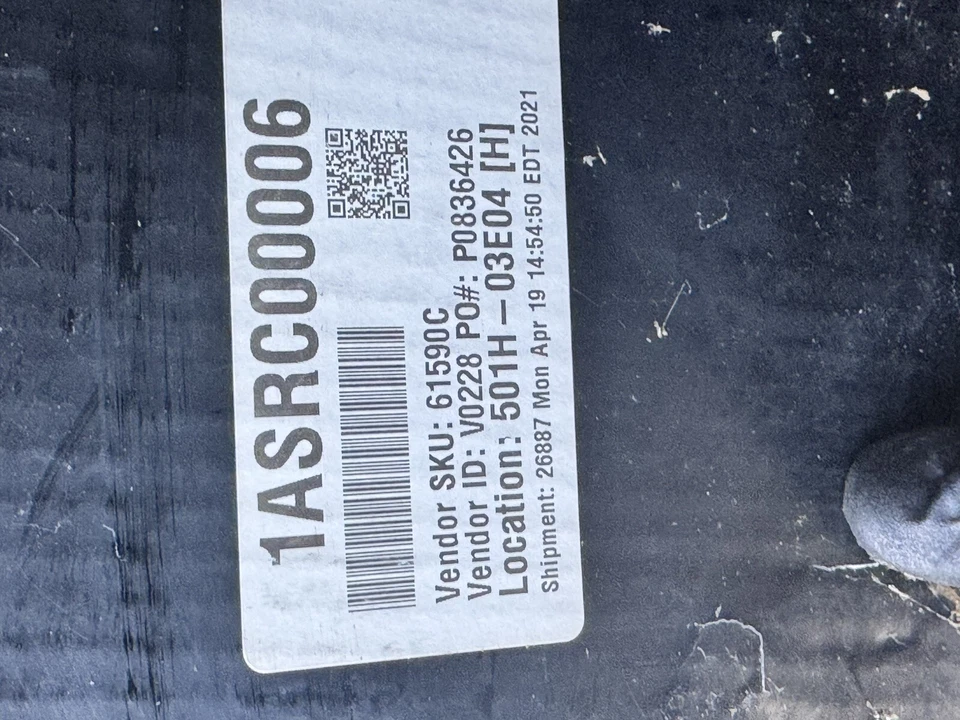 1ASRC00006
Vendor SKU: 61590C
Vendor ID: V0228 PO#: P0836426
Location: 501H-03E04 [H]
Shipment: 26887 Mon Apr 19 14:54:50 EDT 2021